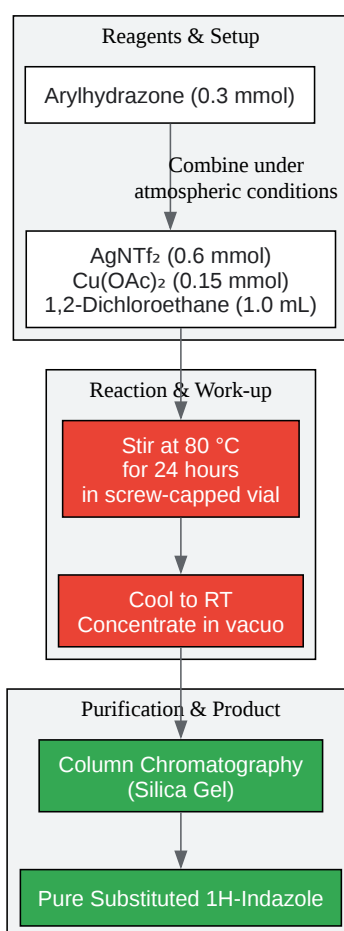 Reagents & Setup
Arylhydrazone (0.3 mmol)
Combine under
atmospheric conditions
AgNTf₂ (0.6 mmol)
Cu(OAc)₂ (0.15 mmol)
1,2-Dichloroethane (1.0 mL)
Reaction & Work-up
Stir at 80 °C
for 24 hours
in screw-capped vial
Cool to RT
Concentrate in vacuo
Purification & Product
Column Chromatography
(Silica Gel)
Pure Substituted 1H-Indazole